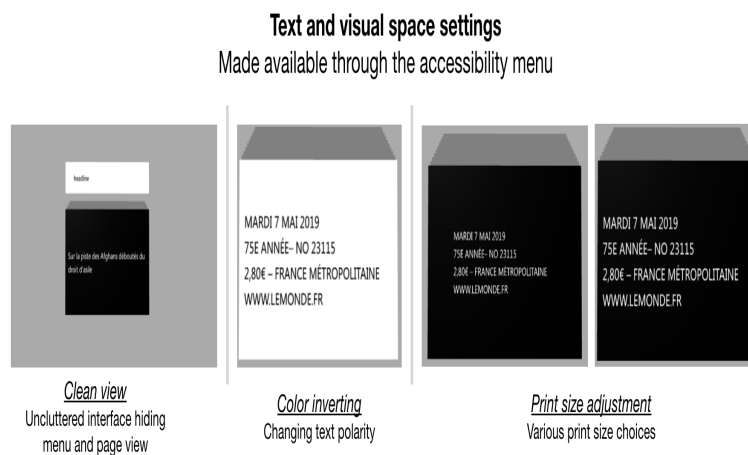 Text and visual space settings
Made available through the accessibility menu
headline
Sur la piste des Afghans déboutés du
droit d'asile
MARDI 7 MAI 2019
75E ANNÉE– NO 23115
2,80€ – FRANCE MÉTROPOLITAINE
WWW.LEMONDE.FR
MARDI 7 MAI 2019
75E ANNÉE– NO 23115
2,80€ – FRANCE MÉTROPOLITAINE
WWW.LEMONDE.FR
MARDI 7 MAI 2019
75E ANNÉE– NO 23115
2,80€ – FRANCE MÉTROPOLITAINE
WWW.LEMONDE.FR
Clean view
Uncluttered interface hiding
menu and page view
Color inverting
Changing text polarity
Print size adjustment
Various print size choices